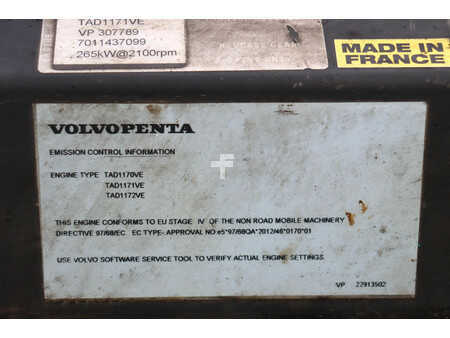 TAD1171VE
VP 307789
7011437099
265kW@2100rpm
MADE IN
FRANCE
VOLVO PENTA
EMISSION CONTROL INFORMATION
ENGINE TYPE TAD1170VE
TAD1171VE
TAD1172VE
THIS ENGINE CONFORMS TO EU STAGE IV OF THE NON ROAD MOBILE MACHINERY
DIRECTIVE 97/68/EC EC TYPE- APPROVAL NO e5*97/68QA*2012/46*0170*01
USE VOLVO SOFTWARE SERVICE TOOL TO VERIFY ACTUAL ENGINE SETTINGS.
VP 22913502